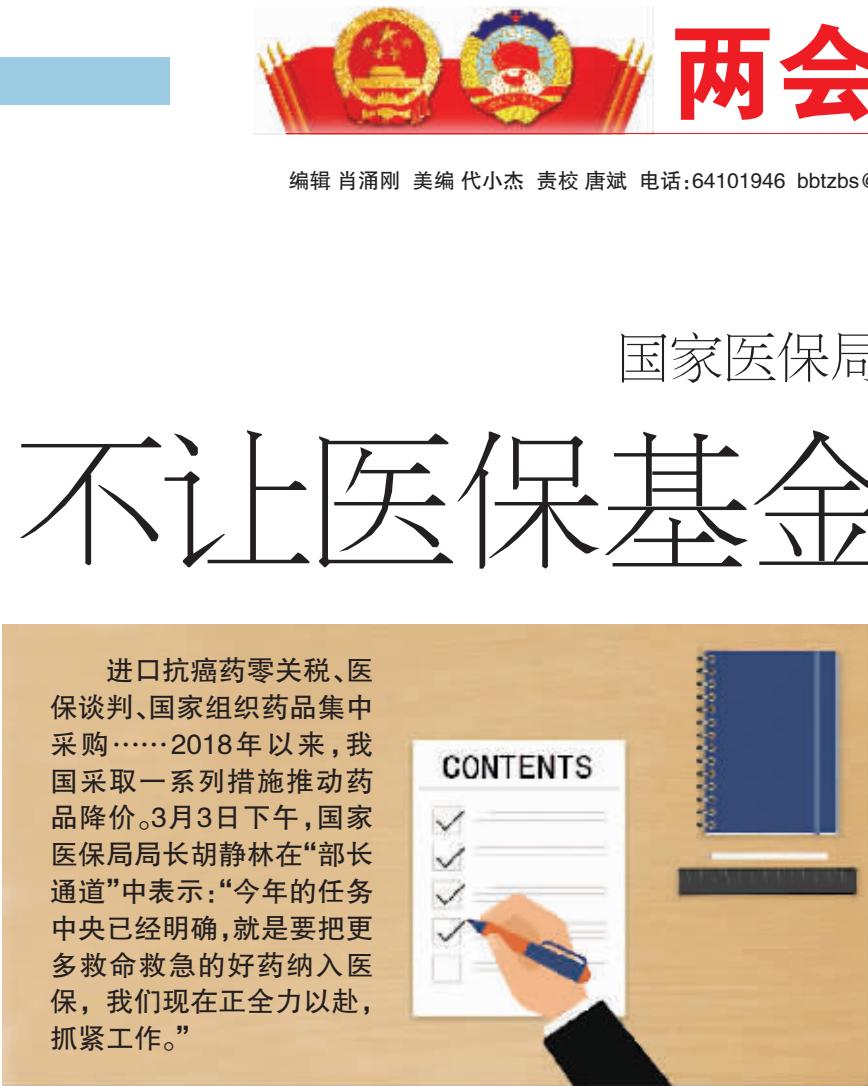 两会
编辑 肖涌刚 美编 代小杰 责校 唐斌 电话:64101946 bbtzbs@
国家医保局
不让医保基金
进口抗癌药零关税、医
保谈判、国家组织药品集中
采购……2018年以来,我
国采取一系列措施推动药
品降价。3月3日下午,国家
医保局局长胡静林在“部长
通道”中表示:“今年的任务
中央已经明确,就是要把更
多救命救急的好药纳入医
保,我们现在正全力以赴,
抓紧工作。”
CONTENTS